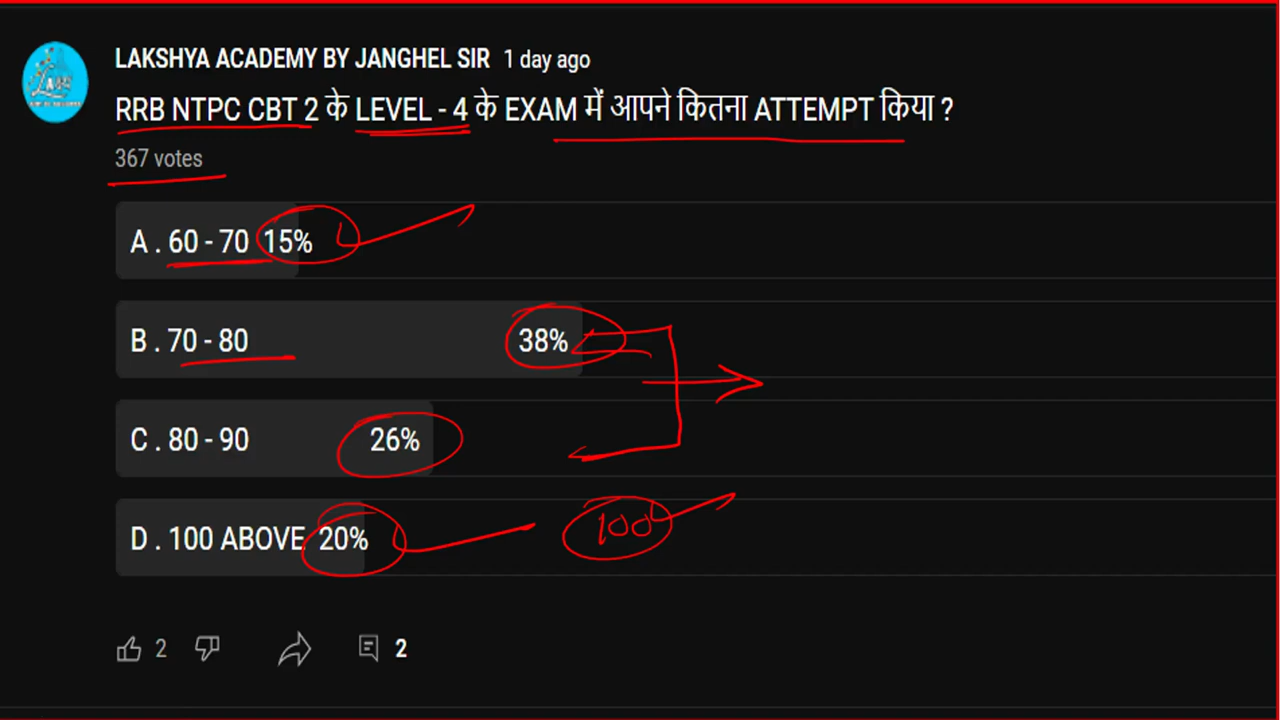 LAKSHYA ACADEMY BY JANGHEL SIR 1 day ago
RRB NTPC CBT 2 के LEVEL - 4 के EXAM में आपने कितना ATTEMPT किया ?
367 votes
A . 60 - 70 15%
B . 70 - 80 38%
C . 80 - 90 26%
D . 100 ABOVE 20%
100
2 2